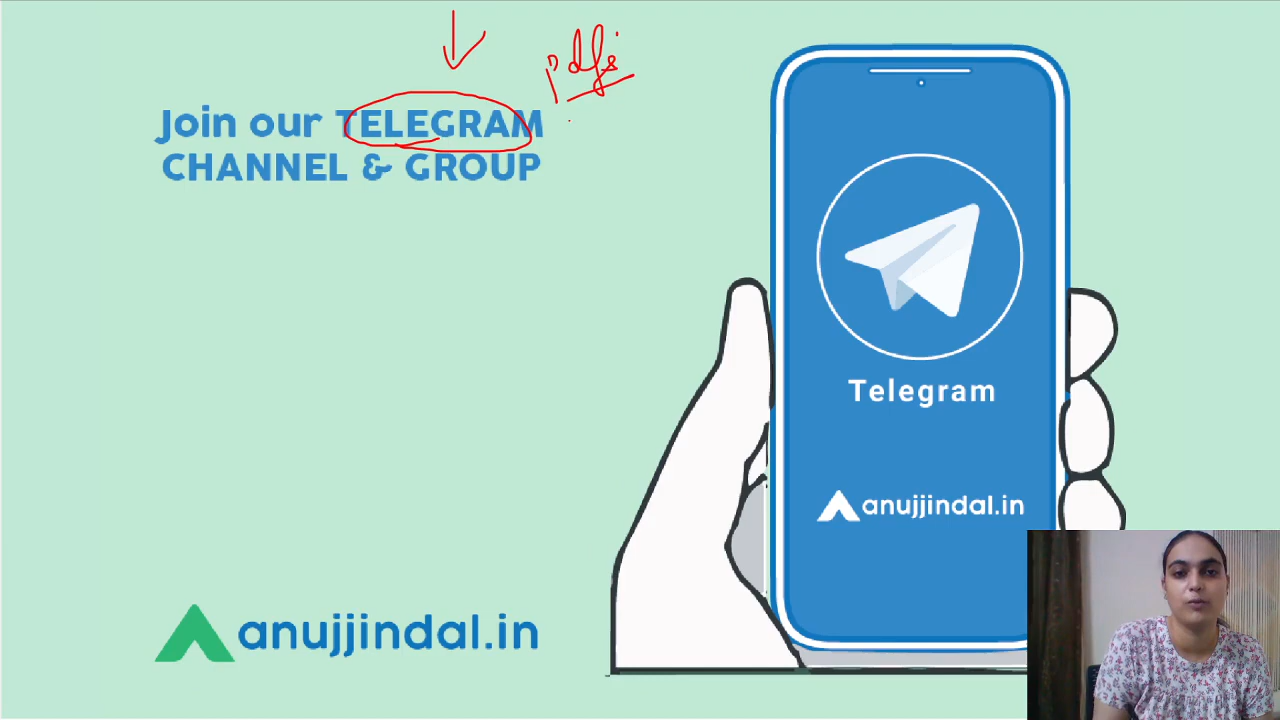 pdfs
Join our TELEGRAM
CHANNEL & GROUP
Telegram
anujjindal.in
anujjindal.in